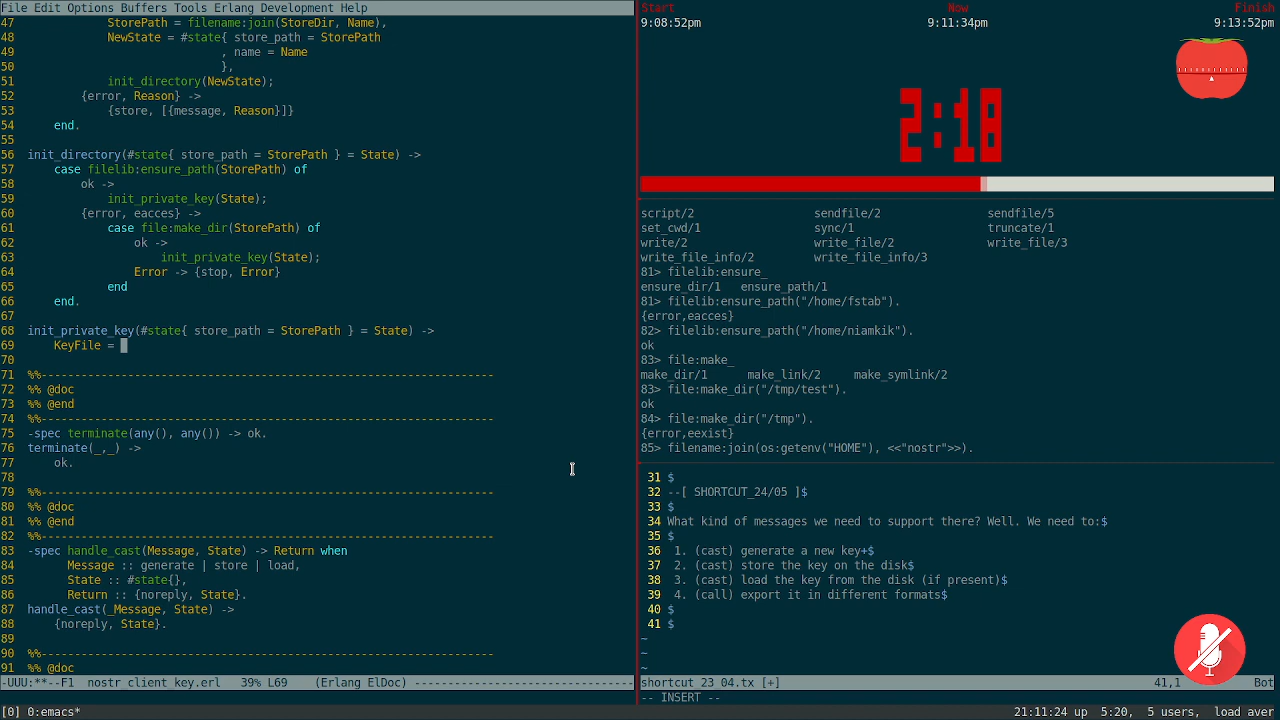 File Edit Options Buffers Tools Erlang Development Help
47              StorePath = filename:join(StoreDir, Name),
48              NewState = #state{ store_path = StorePath
49                               , name = Name
50                               },
51              init_directory(NewState);
52          {error, Reason} ->
53              {store, [{message, Reason}]}
54      end.
55
56  init_directory(#state{ store_path = StorePath } = State) ->
57      case filelib:ensure_path(StorePath) of
58          ok ->
59              init_private_key(State);
60          {error, eacces} ->
61              case file:make_dir(StorePath) of
62                  ok ->
63                      init_private_key(State);
64                  Error -> {stop, Error}
65              end
66      end.
67
68  init_private_key(#state{ store_path = StorePath } = State) ->
69      KeyFile =
70
71  %%--------------------------------------------------------------------
72  %% @doc
73  %% @end
74  %%--------------------------------------------------------------------
75  -spec terminate(any(), any()) -> ok.
76  terminate(_,_) ->
77      ok.
78
79  %%--------------------------------------------------------------------
80  %% @doc
81  %% @end
82  %%--------------------------------------------------------------------
83  -spec handle_cast(Message, State) -> Return when
84        Message :: generate | store | load,
85        State :: #state{},
86        Return :: {noreply, State}.
87  handle_cast(_Message, State) ->
88      {noreply, State}.
89
90  %%--------------------------------------------------------------------
91  %% @doc
-UUU:**--F1  nostr_client_key.erl   39% L69    (Erlang ElDoc) ---------------------------------
Start Now Finish
9:08:52pm 9:11:34pm 9:13:52pm
2:18
script/2                  sendfile/2                sendfile/5
set_cwd/1                 sync/1                    truncate/1
write/2                   write_file/2              write_file/3
write_file_info/2         write_file_info/3
81> filelib:ensure_
ensure_dir/1   ensure_path/1
81> filelib:ensure_path("/home/fstab").
{error,eacces}
82> filelib:ensure_path("/home/niamkik").
ok
83> file:make_
make_dir/1      make_link/2     make_symlink/2
83> file:make_dir("/tmp/test").
ok
84> file:make_dir("/tmp").
{error,eexist}
85> filename:join(os:getenv("HOME"), <<"nostr">>).
31 $
32 --[ SHORTCUT_24/05 ]$
33 $
34 What kind of messages we need to support there? Well. We need to:$
35 $
36  1. (cast) generate a new key+$
37  2. (cast) store the key on the disk$
38  3. (cast) load the key from the disk (if present)$
39  4. (call) export it in different formats$
40 $
41 $
~
~
~
shortcut_23_04.tx [+]                                        41,1           Bot
-- INSERT --
[0] 0:emacs*                                        21:11:24 up  5:20,  5 users,  load aver